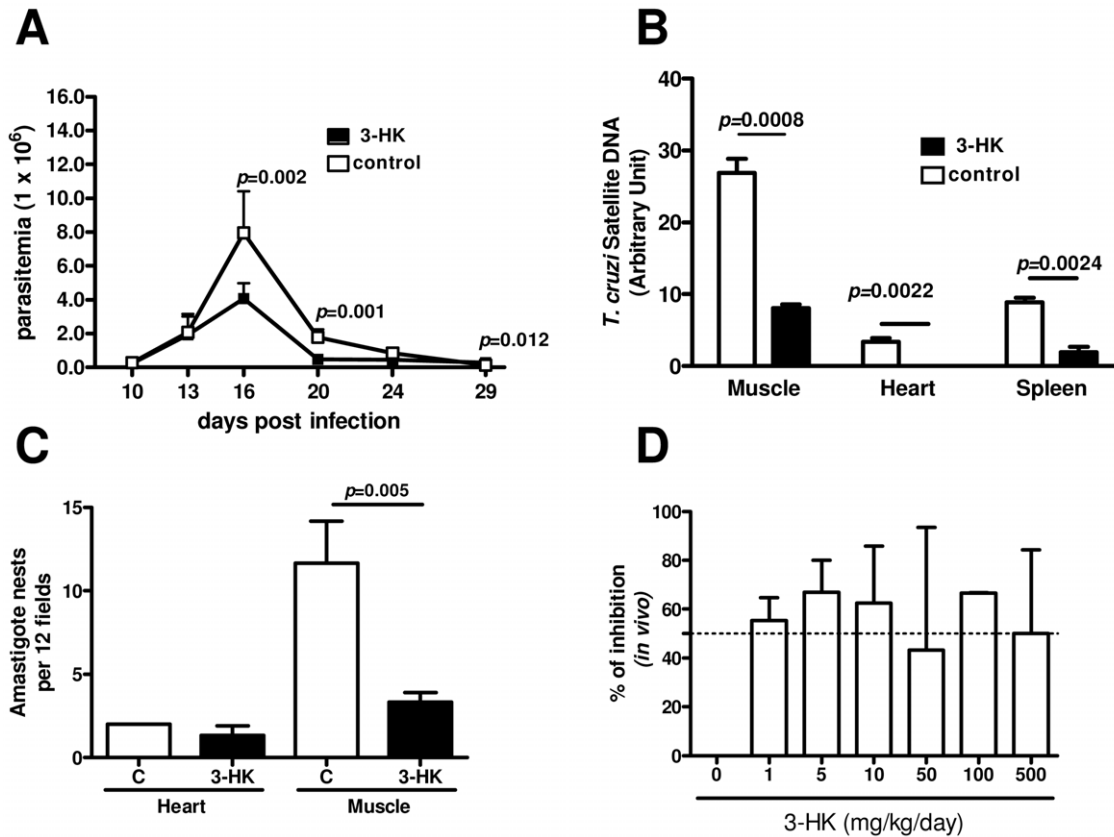 A
parasitemia (1 x 10⁶)
16.0
14.0
12.0
10.0
8.0
6.0
4.0
2.0
0.0
3-HK
control
p=0.002
p=0.001
p=0.012
10 13 16 20 24 29
days post infection
B
T. cruzi Satellite DNA
(Arbitrary Unit)
40
30
20
10
0
p=0.0008
3-HK
control
p=0.0022
p=0.0024
Muscle Heart Spleen
C
Amastigote nests
per 12 fields
15
10
5
0
p=0.005
C 3-HK C 3-HK
Heart Muscle
D
% of inhibition
(in vivo)
100
80
60
40
20
0
0 1 5 10 50 100 500
3-HK (mg/kg/day)